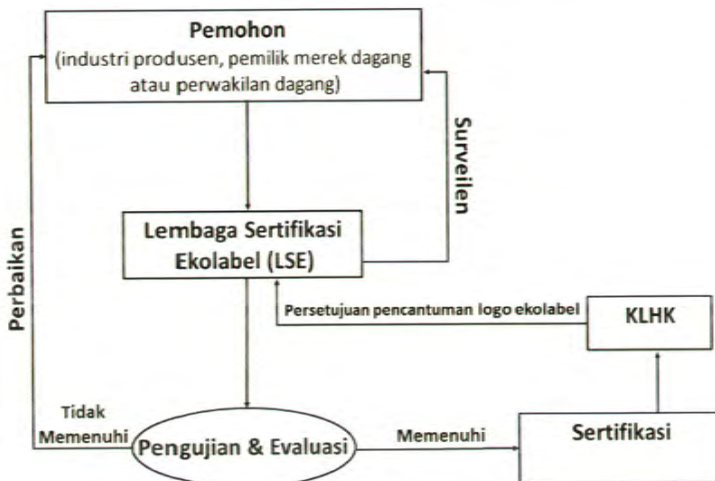 Pemohon
(industri produsen, pemilik merek dagang
atau perwakilan dagang)
Surveilen
Perbaikan
Lembaga Sertifikasi
Ekolabel (LSE)
Persetujuan pencantuman logo ekolabel
KLHK
Tidak
Memenuhi
Pengujian & Evaluasi
Memenuhi
Sertifikasi